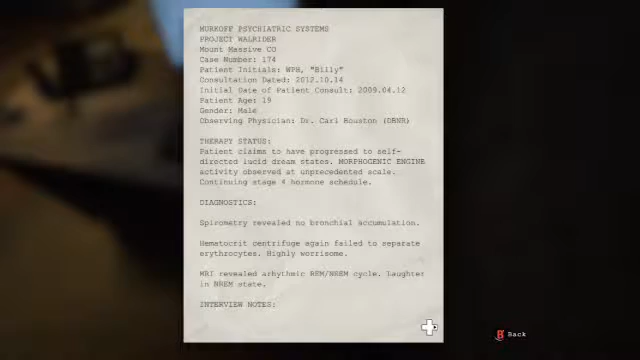 MURKOFF PSYCHIATRIC SYSTEMS
PROJECT WALRIDER
Mount Massive CO
Case Number: 174
Patient Initials: WPH, "Billy"
Consultation Dated: 2012.10.14
Initial Date of Patient Consult: 2009.04.12
Patient Age: 19
Gender: Male
Observing Physician: Dr. Carl Houston (DBNR)
THERAPY STATUS:
Patient claims to have progressed to self-
directed lucid dream states. MORPHOGENIC ENGINE
activity observed at unprecedented scale.
Continuing stage 4 hormone schedule.
DIAGNOSTICS:
Spirometry revealed no bronchial accumulation.
Hematocrit centrifuge again failed to separate
erythrocytes. Highly worrisome.
MRI revealed arhythmic REM/NREM cycle. Laughter
in NREM state.
INTERVIEW NOTES:
B Back